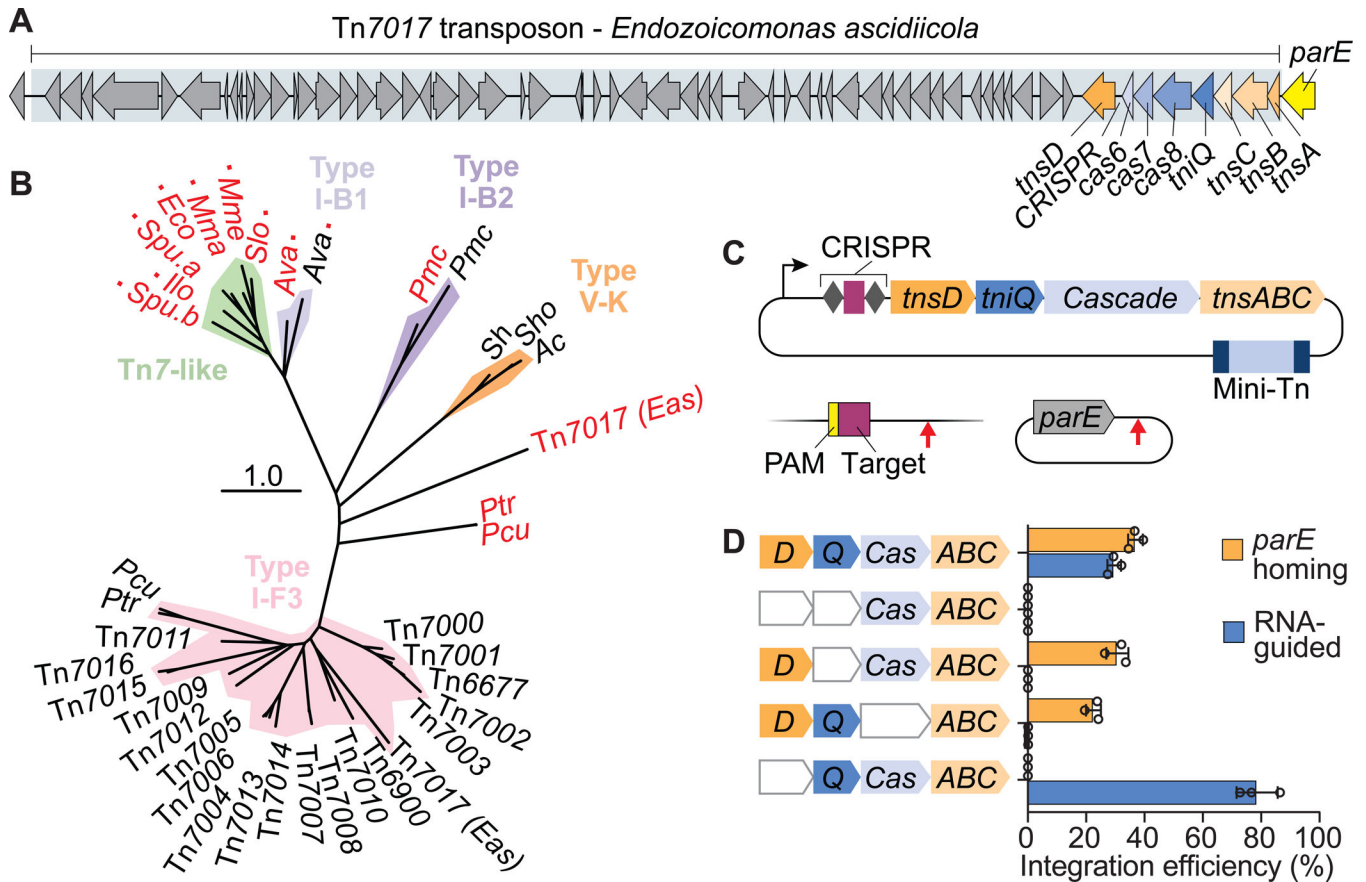 A
Tn7017 transposon - Endozoicomonas ascidiicola
parE
tnsD
CRISPR
cas6
cas7
cas8
tniQ
tnsC
tnsB
tnsA
B
Spu.b
Ilo
Spu.a
Eco
Mma
Mme
Slo
Ava
Ava
Type
I-B1
Type
I-B2
Pmc
Pmc
Type
V-K
Sh
Sho
Ac
Tn7-like
Tn7017 (Eas)
1.0
Ptr
Pcu
Type
I-F3
Pcu
Ptr
Tn7011
Tn7016
Tn7015
Tn7009
Tn7012
Tn7005
Tn7006
Tn7004
Tn7013
Tn7014
Tn7007
Tn7008
Tn7010
Tn6900
Tn7017 (Eas)
Tn7003
Tn7002
Tn6677
Tn7001
Tn7000
C
CRISPR
tnsD
tniQ
Cascade
tnsABC
Mini-Tn
PAM
Target
parE
D
D Q Cas ABC
Cas ABC
D Cas ABC
D Q ABC
Q Cas ABC
parE
homing
RNA-
guided
0 20 40 60 80 100
Integration efficiency (%)